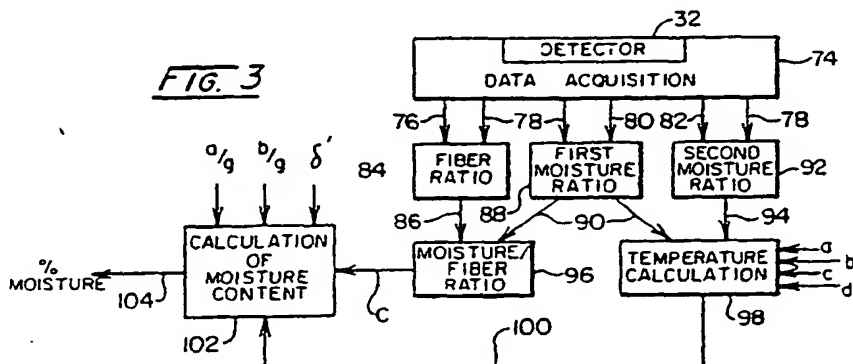 32
DETECTOR
74
FIG. 3
DATA ACQUISITION
76 78 80 82 78
a/g b/g δ'
84
FIBER RATIO
FIRST MOISTURE RATIO
SECOND MOISTURE RATIO
92
86
88
90
94
CALCULATION OF MOISTURE CONTENT
MOISTURE/FIBER RATIO
TEMPERATURE CALCULATION
a
b
c
d
% MOISTURE
104
96
98
C
102
100